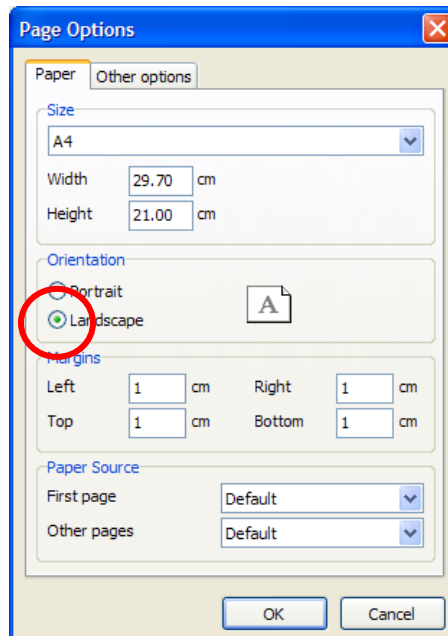 Page Options
Paper Other options
Size
A4
Width 29.70 cm
Height 21.00 cm
Orientation
Portrait
Landscape
A
Margins
Left 1 cm Right 1 cm
Top 1 cm Bottom 1 cm
Paper Source
First page Default
Other pages Default
OK Cancel